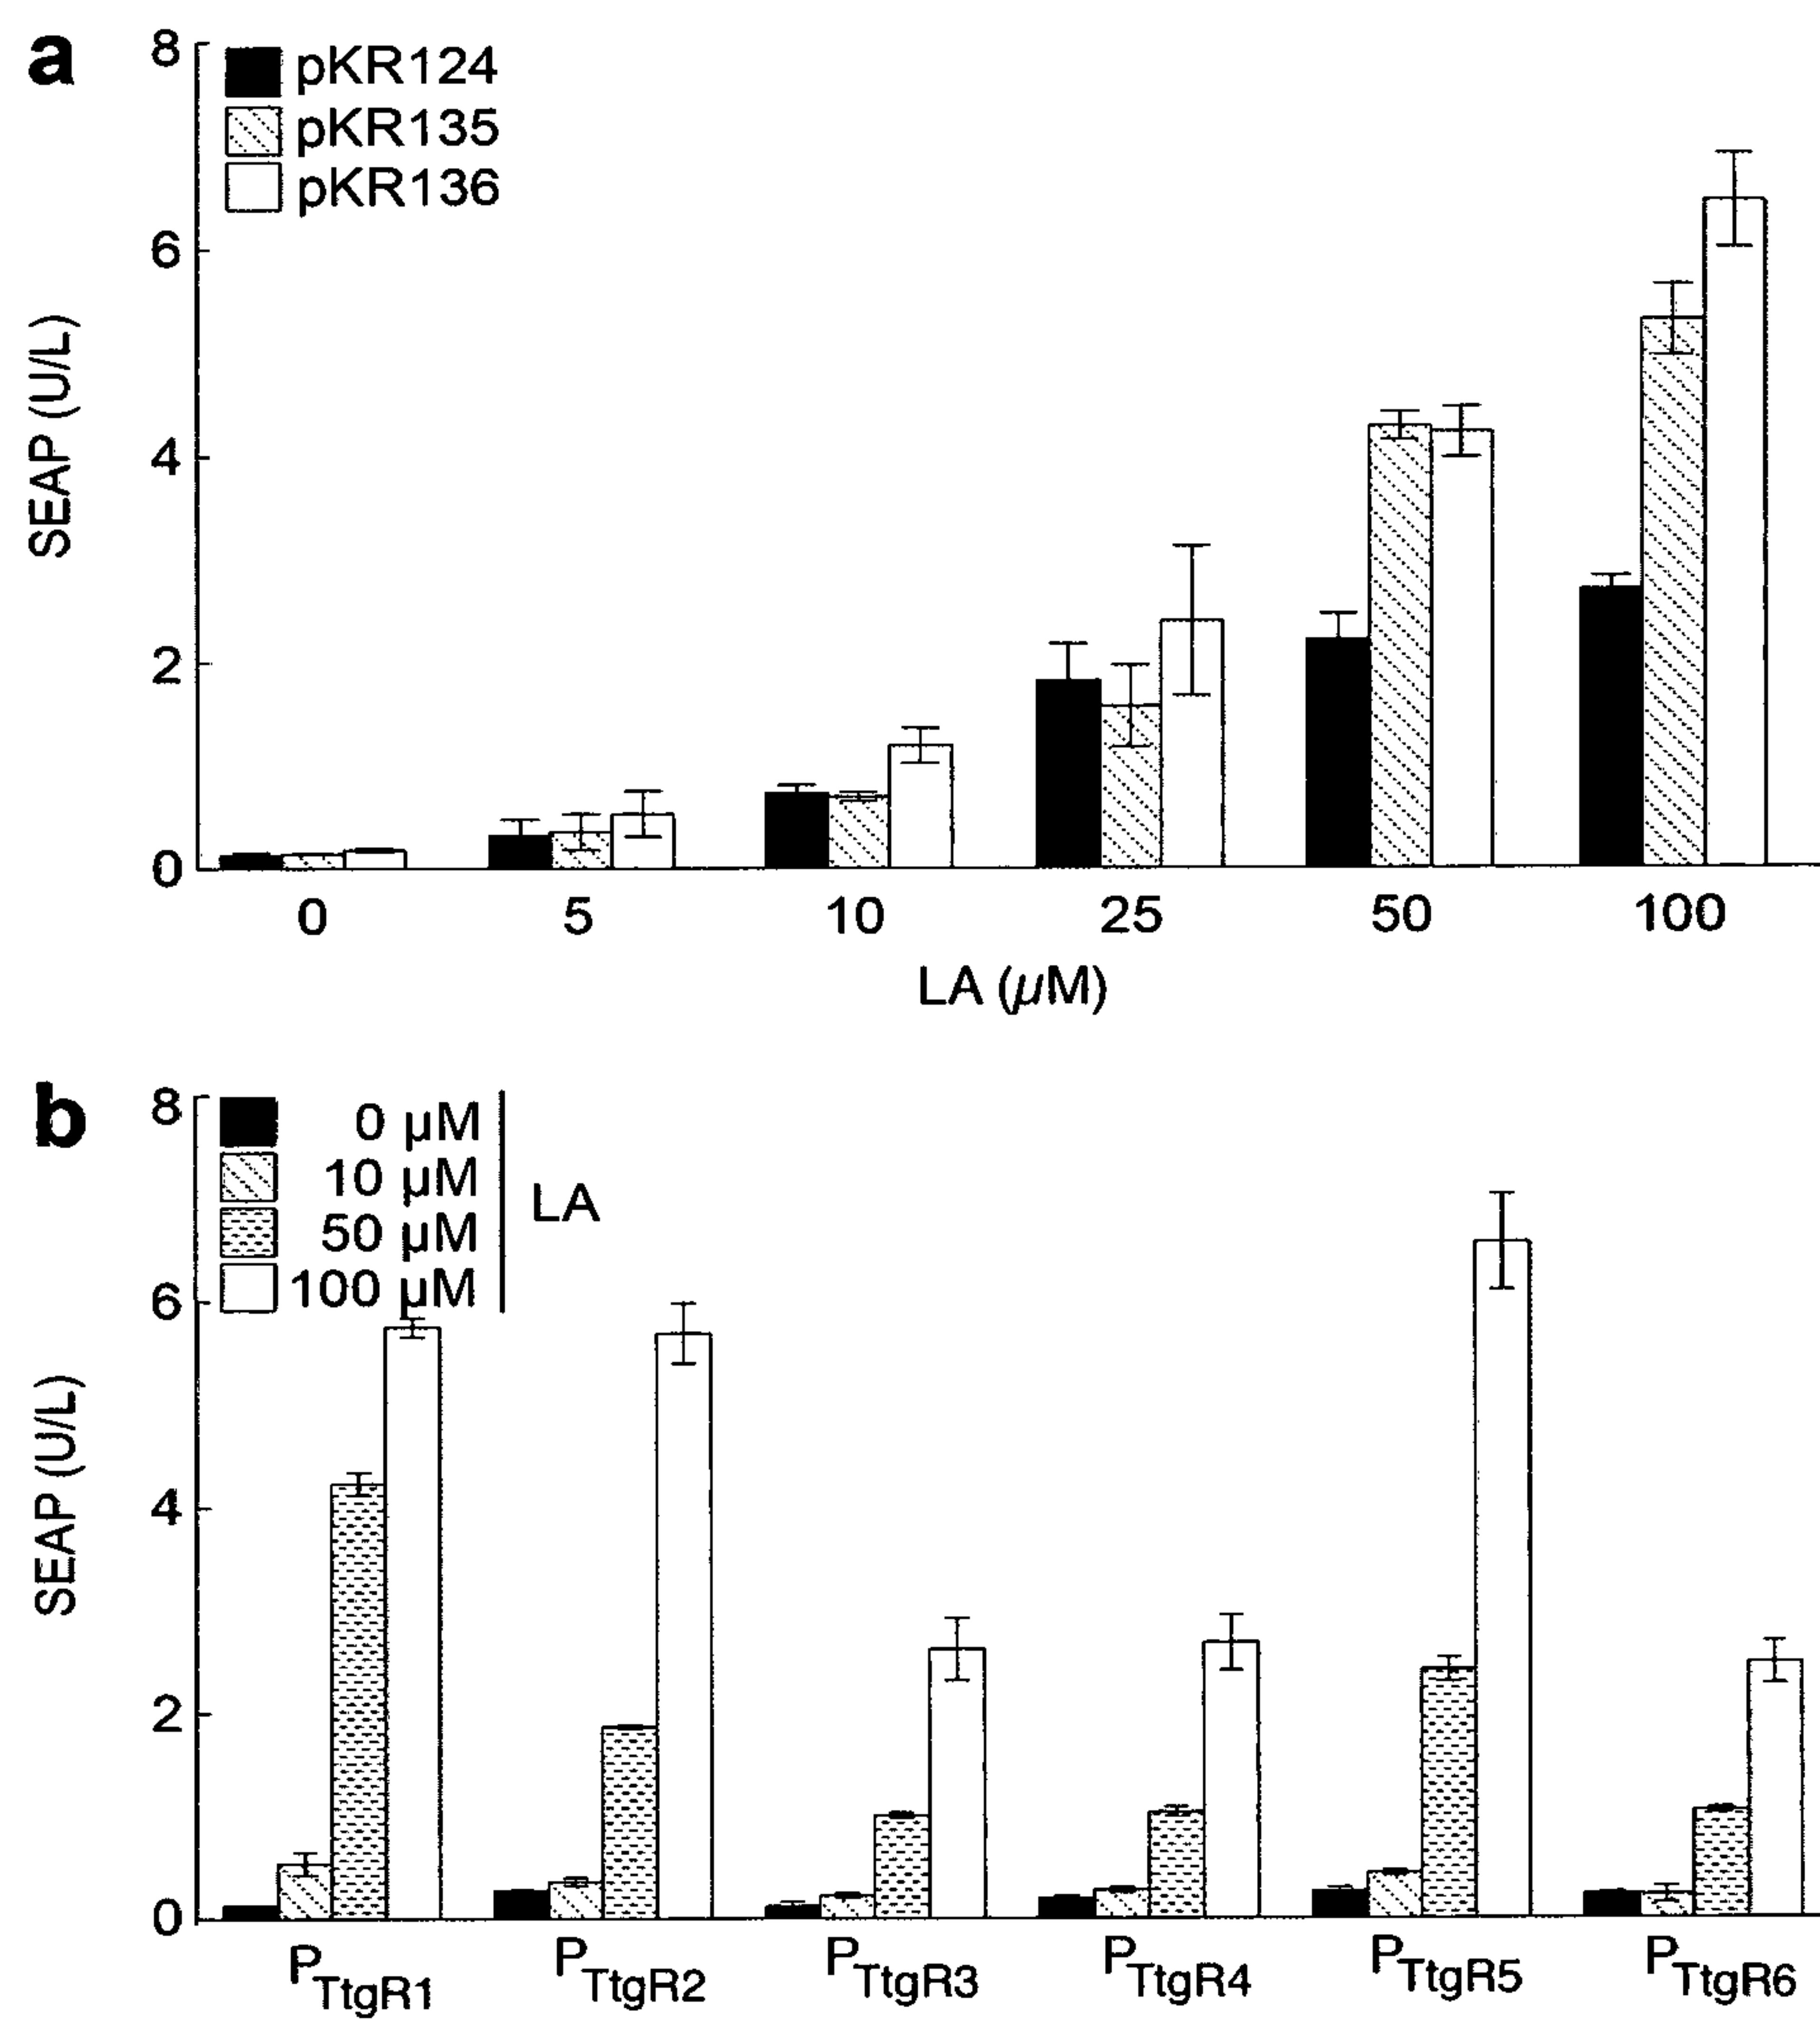 a
8
pKR124
pKR135
pKR136
6
4
2
0
SEAP (U/L)
0 5 10 25 50 100
LA (µM)
b
8
0 µM
10 µM
50 µM
100 µM
LA
6
4
2
0
SEAP (U/L)
PTtgR1 PTtgR2 PTtgR3 PTtgR4 PTtgR5 PTtgR6